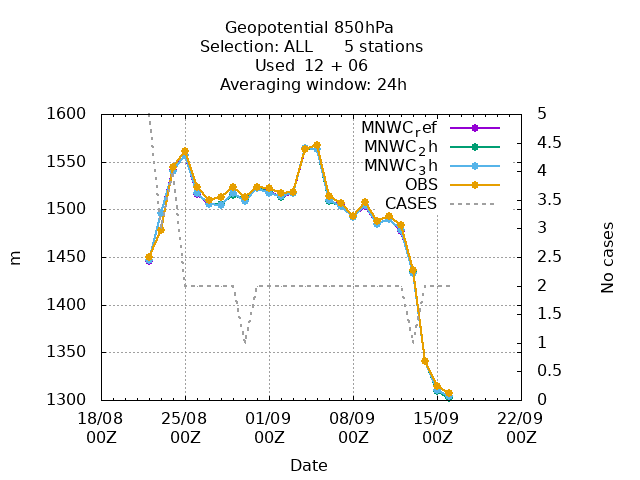 Geopotential 850hPa
Selection: ALL 5 stations
Used 12 + 06
Averaging window: 24h
1600
1550
1500
1450
1400
1350
1300
m
5
4.5
4
3.5
3
2.5
2
1.5
1
0.5
0
No cases
MNWC_ref
MNWC_2h
MNWC_3h
OBS
CASES
18/08 25/08 01/09 08/09 15/09 22/09
00Z 00Z 00Z 00Z 00Z 00Z
Date